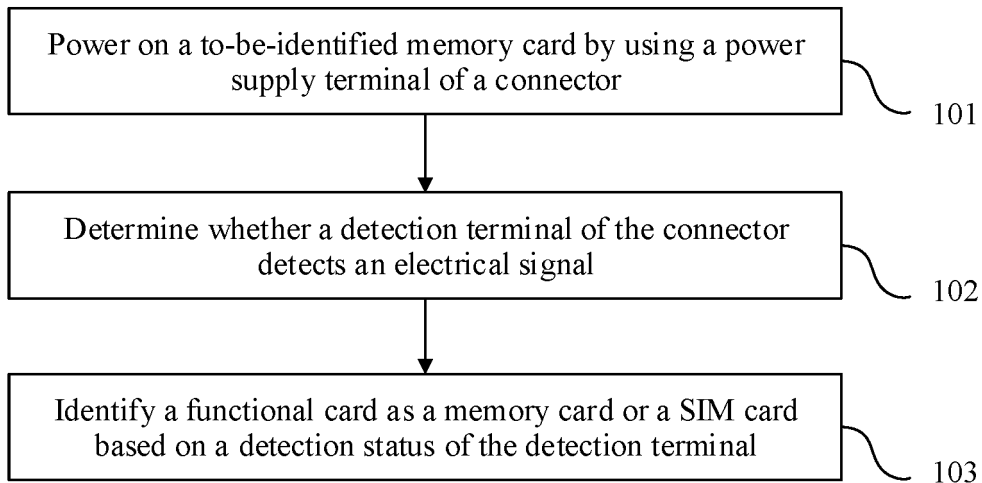 Power on a to-be-identified memory card by using a power
supply terminal of a connector
101
Determine whether a detection terminal of the connector
detects an electrical signal
102
Identify a functional card as a memory card or a SIM card
based on a detection status of the detection terminal
103